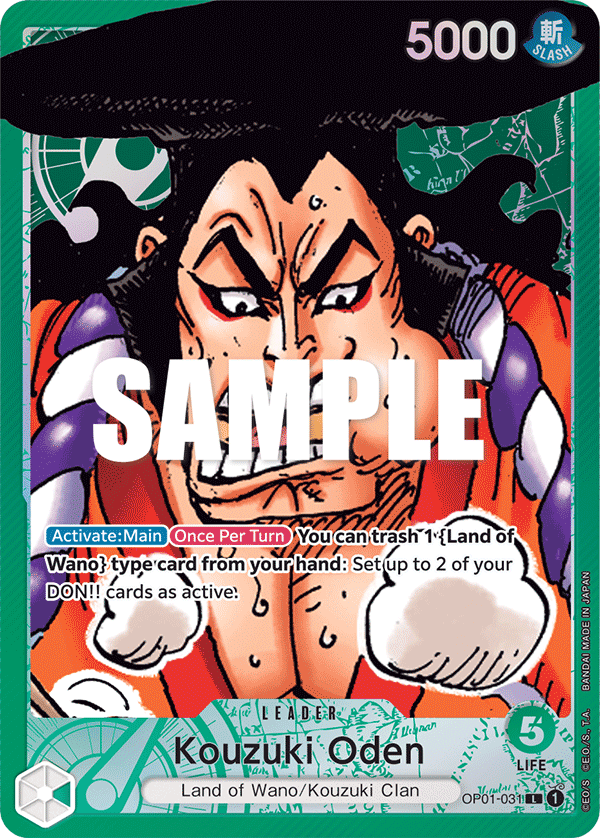 5000
斬
SLASH
SAMPLE
Activate:Main Once Per Turn You can trash 1 {Land of
Wano} type card from your hand: Set up to 2 of your
DON!! cards as active.
LEADER
Kouzuki Oden
Land of Wano/Kouzuki Clan
5
LIFE
OP01-031 L 1
©E.O/S ©E.O./S., T.A. BANDAI MADE IN JAPAN